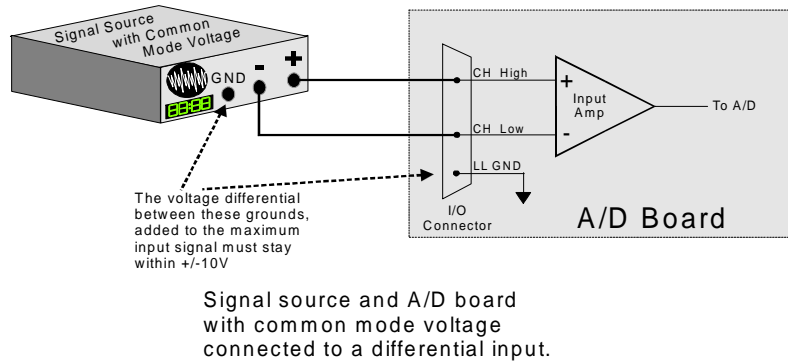 Signal Source
with Common
Mode Voltage
GND
-
+
88:88
CH High
CH Low
LL GND
+
-
Input
Amp
To A/D
I/O
Connector
A/D Board
The voltage differential
between these grounds,
added to the maximum
input signal must stay
within +/-10V
Signal source and A/D board
with common mode voltage
connected to a differential input.